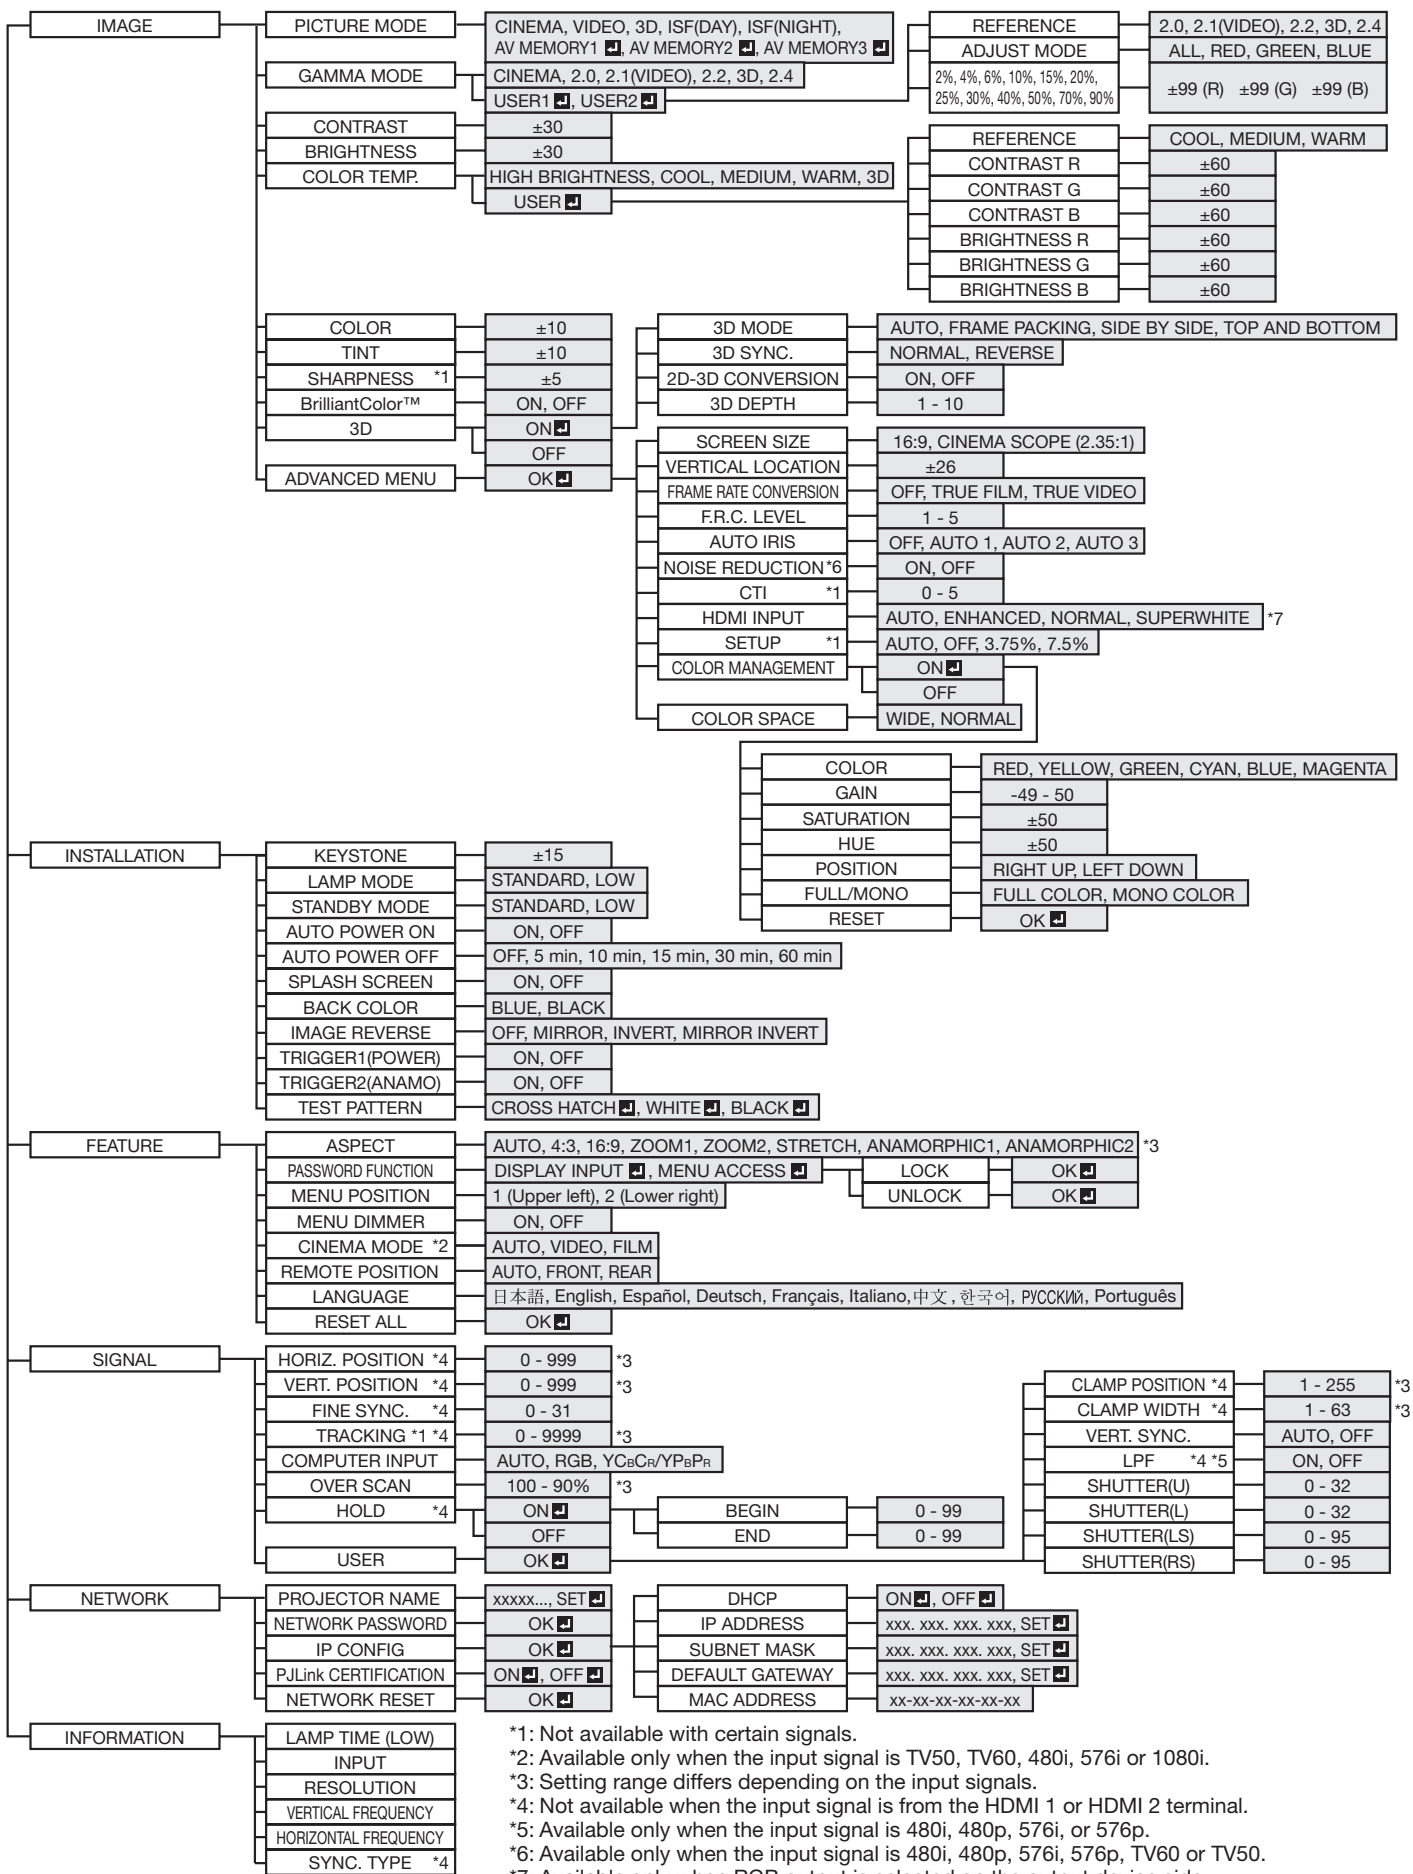 IMAGE
PICTURE MODE
CINEMA, VIDEO, 3D, ISF(DAY), ISF(NIGHT),
AV MEMORY1 , AV MEMORY2 , AV MEMORY3
GAMMA MODE
CINEMA, 2.0, 2.1(VIDEO), 2.2, 3D, 2.4
USER1 , USER2
REFERENCE 2.0, 2.1(VIDEO), 2.2, 3D, 2.4
ADJUST MODE ALL, RED, GREEN, BLUE
2%, 4%, 6%, 10%, 15%, 20%,
25%, 30%, 40%, 50%, 70%, 90%
±99 (R) ±99 (G) ±99 (B)
CONTRAST ±30
BRIGHTNESS ±30
COLOR TEMP. HIGH BRIGHTNESS, COOL, MEDIUM, WARM, 3D
USER
REFERENCE COOL, MEDIUM, WARM
CONTRAST R ±60
CONTRAST G ±60
CONTRAST B ±60
BRIGHTNESS R ±60
BRIGHTNESS G ±60
BRIGHTNESS B ±60
COLOR ±10
TINT ±10
SHARPNESS *1 ±5
BrilliantColor™ ON, OFF
3D ON
OFF
3D MODE AUTO, FRAME PACKING, SIDE BY SIDE, TOP AND BOTTOM
3D SYNC. NORMAL, REVERSE
2D-3D CONVERSION ON, OFF
3D DEPTH 1 - 10
ADVANCED MENU OK
SCREEN SIZE 16:9, CINEMA SCOPE (2.35:1)
VERTICAL LOCATION ±26
FRAME RATE CONVERSION OFF, TRUE FILM, TRUE VIDEO
F.R.C. LEVEL 1 - 5
AUTO IRIS OFF, AUTO 1, AUTO 2, AUTO 3
NOISE REDUCTION *6 ON, OFF
CTI *1 0 - 5
HDMI INPUT AUTO, ENHANCED, NORMAL, SUPERWHITE *7
SETUP *1 AUTO, OFF, 3.75%, 7.5%
COLOR MANAGEMENT ON
OFF
COLOR SPACE WIDE, NORMAL
COLOR RED, YELLOW, GREEN, CYAN, BLUE, MAGENTA
GAIN -49 - 50
SATURATION ±50
HUE ±50
POSITION RIGHT UP, LEFT DOWN
FULL/MONO FULL COLOR, MONO COLOR
RESET OK
INSTALLATION
KEYSTONE ±15
LAMP MODE STANDARD, LOW
STANDBY MODE STANDARD, LOW
AUTO POWER ON ON, OFF
AUTO POWER OFF OFF, 5 min, 10 min, 15 min, 30 min, 60 min
SPLASH SCREEN ON, OFF
BACK COLOR BLUE, BLACK
IMAGE REVERSE OFF, MIRROR, INVERT, MIRROR INVERT
TRIGGER1(POWER) ON, OFF
TRIGGER2(ANAMO) ON, OFF
TEST PATTERN CROSS HATCH , WHITE , BLACK
FEATURE
ASPECT AUTO, 4:3, 16:9, ZOOM1, ZOOM2, STRETCH, ANAMORPHIC1, ANAMORPHIC2 *3
PASSWORD FUNCTION DISPLAY INPUT , MENU ACCESS
LOCK OK
UNLOCK OK
MENU POSITION 1 (Upper left), 2 (Lower right)
MENU DIMMER ON, OFF
CINEMA MODE *2 AUTO, VIDEO, FILM
REMOTE POSITION AUTO, FRONT, REAR
LANGUAGE 日本語, English, Español, Deutsch, Français, Italiano, 中文, 한국어, РУССКИЙ, Português
RESET ALL OK
SIGNAL
HORIZ. POSITION *4 0 - 999 *3
VERT. POSITION *4 0 - 999 *3
FINE SYNC. *4 0 - 31
TRACKING *1 *4 0 - 9999 *3
COMPUTER INPUT AUTO, RGB, YCBCR/YPBPR
OVER SCAN 100 - 90% *3
HOLD *4 ON
OFF
BEGIN 0 - 99
END 0 - 99
USER OK
CLAMP POSITION *4 1 - 255 *3
CLAMP WIDTH *4 1 - 63 *3
VERT. SYNC. AUTO, OFF
LPF *4 *5 ON, OFF
SHUTTER(U) 0 - 32
SHUTTER(L) 0 - 32
SHUTTER(LS) 0 - 95
SHUTTER(RS) 0 - 95
NETWORK
PROJECTOR NAME xxxxx..., SET
NETWORK PASSWORD OK
IP CONFIG OK
PJLink CERTIFICATION ON , OFF
NETWORK RESET OK
DHCP ON , OFF
IP ADDRESS xxx. xxx. xxx. xxx, SET
SUBNET MASK xxx. xxx. xxx. xxx, SET
DEFAULT GATEWAY xxx. xxx. xxx. xxx, SET
MAC ADDRESS xx-xx-xx-xx-xx-xx
INFORMATION
LAMP TIME (LOW)
INPUT
RESOLUTION
VERTICAL FREQUENCY
HORIZONTAL FREQUENCY
SYNC. TYPE *4
*1: Not available with certain signals.
*2: Available only when the input signal is TV50, TV60, 480i, 576i or 1080i.
*3: Setting range differs depending on the input signals.
*4: Not available when the input signal is from the HDMI 1 or HDMI 2 terminal.
*5: Available only when the input signal is 480i, 480p, 576i, or 576p.
*6: Available only when the input signal is 480i, 480p, 576i, 576p, TV60 or TV50.